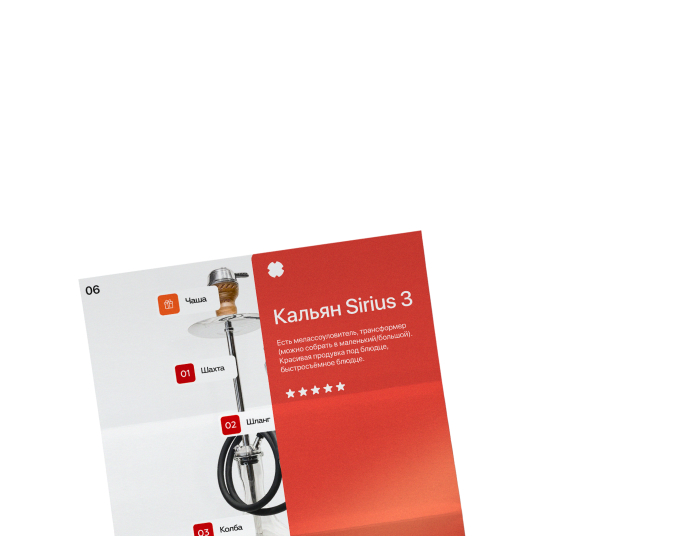 06
Чаша
01 Шахта
02 Шланг
03 Колба
Кальян Sirius 3
Есть мелассоуловитель, трансформер
(можно собрать в маленький/большой).
Красивая продувка под блюдце,
быстросъёмное блюдце.